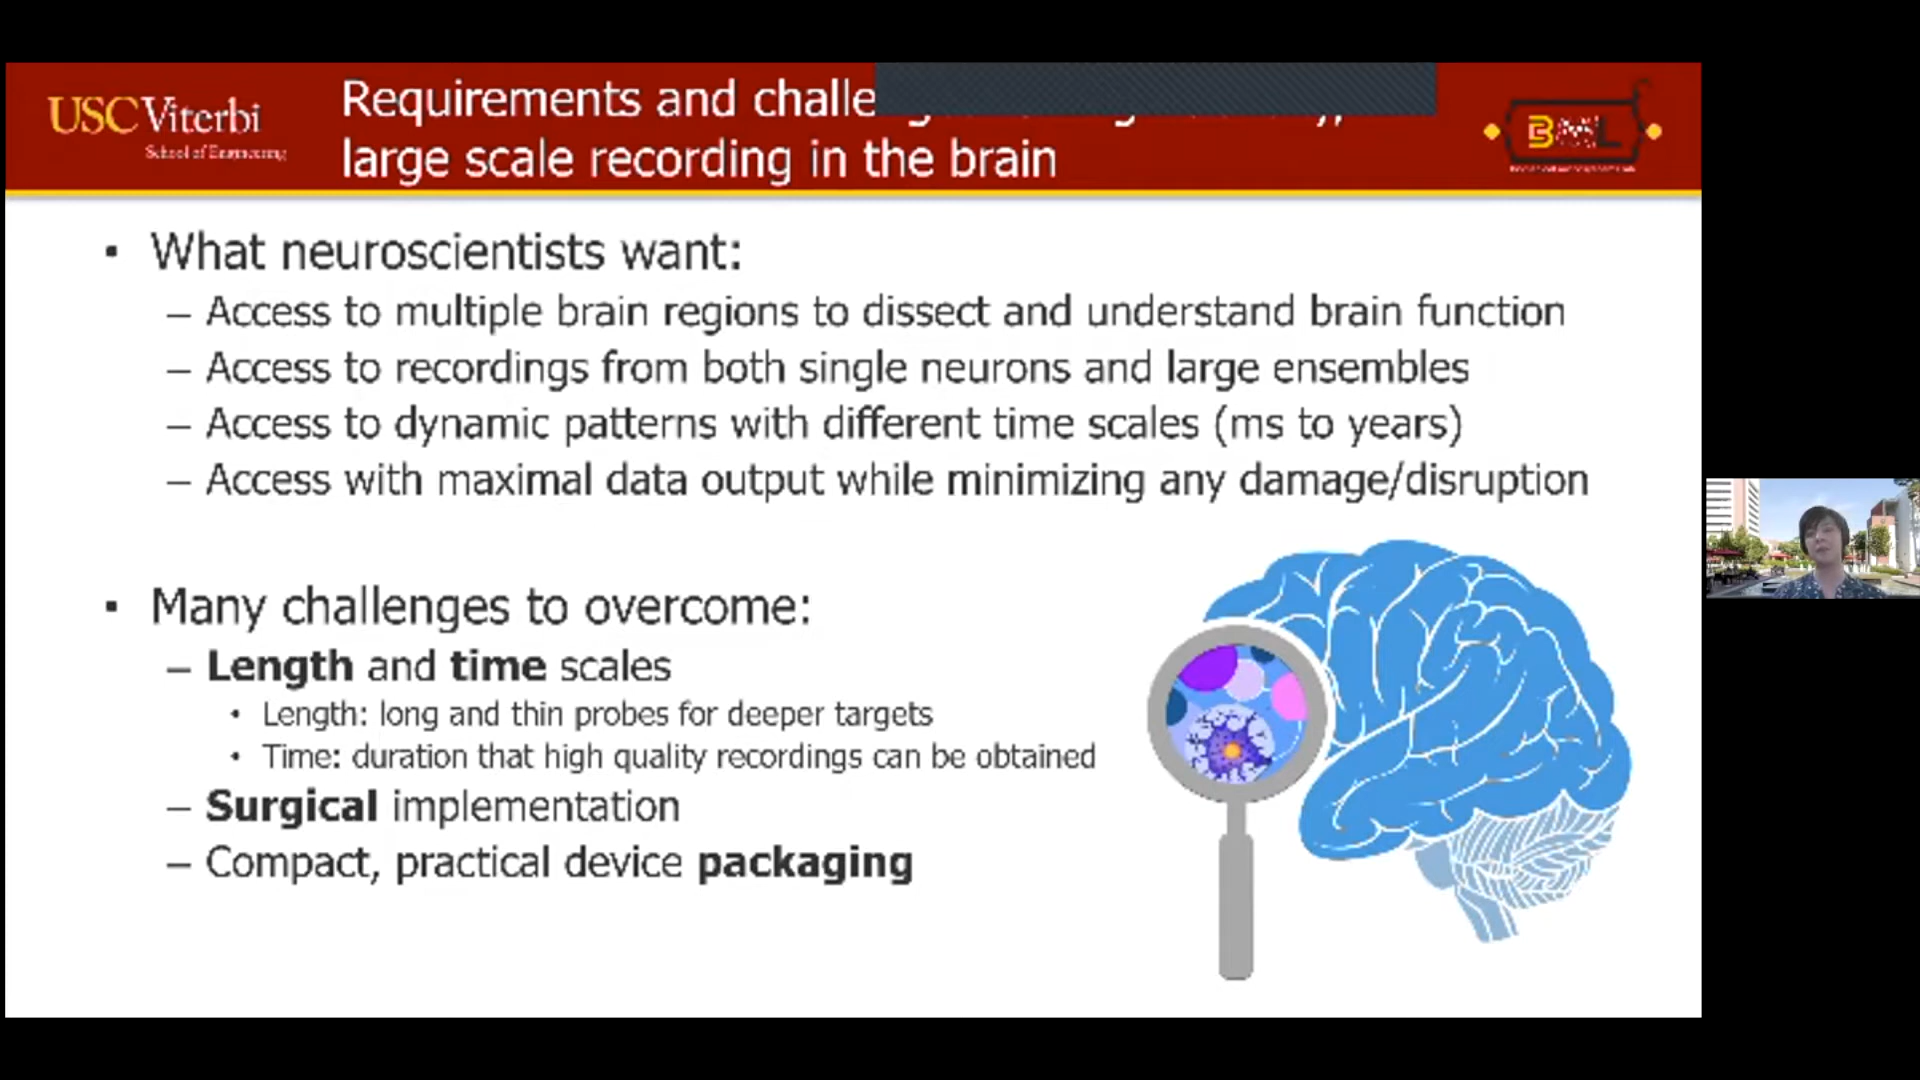 USC Viterbi
School of Engineering
Requirements and challe
large scale recording in the brain
▪ What neuroscientists want:
– Access to multiple brain regions to dissect and understand brain function
– Access to recordings from both single neurons and large ensembles
– Access to dynamic patterns with different time scales (ms to years)
– Access with maximal data output while minimizing any damage/disruption
▪ Many challenges to overcome:
– Length and time scales
• Length: long and thin probes for deeper targets
• Time: duration that high quality recordings can be obtained
– Surgical implementation
– Compact, practical device packaging